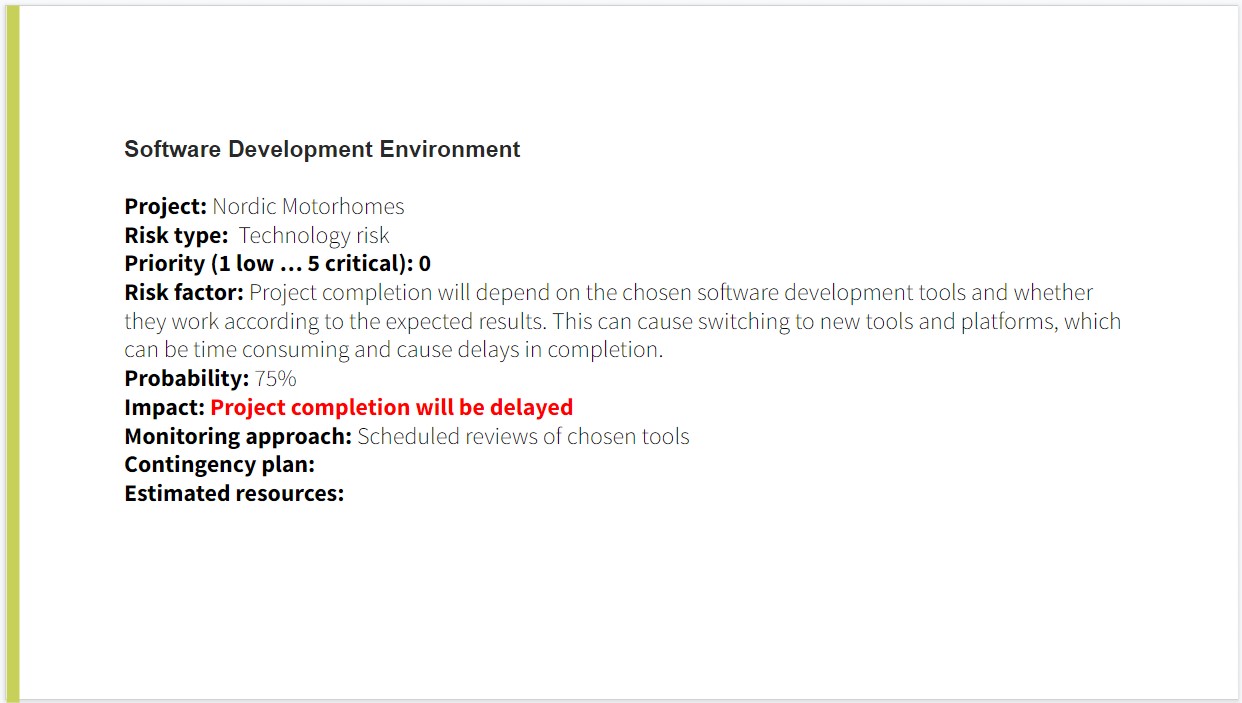 Software Development Environment
Project: Nordic Motorhomes
Risk type:  Technology risk
Priority (1 low ... 5 critical): 0
Risk factor: Project completion will depend on the chosen software development tools and whether
they work according to the expected results. This can cause switching to new tools and platforms, which
can be time consuming and cause delays in completion.
Probability: 75%
Impact: Project completion will be delayed
Monitoring approach: Scheduled reviews of chosen tools
Contingency plan:
Estimated resources: